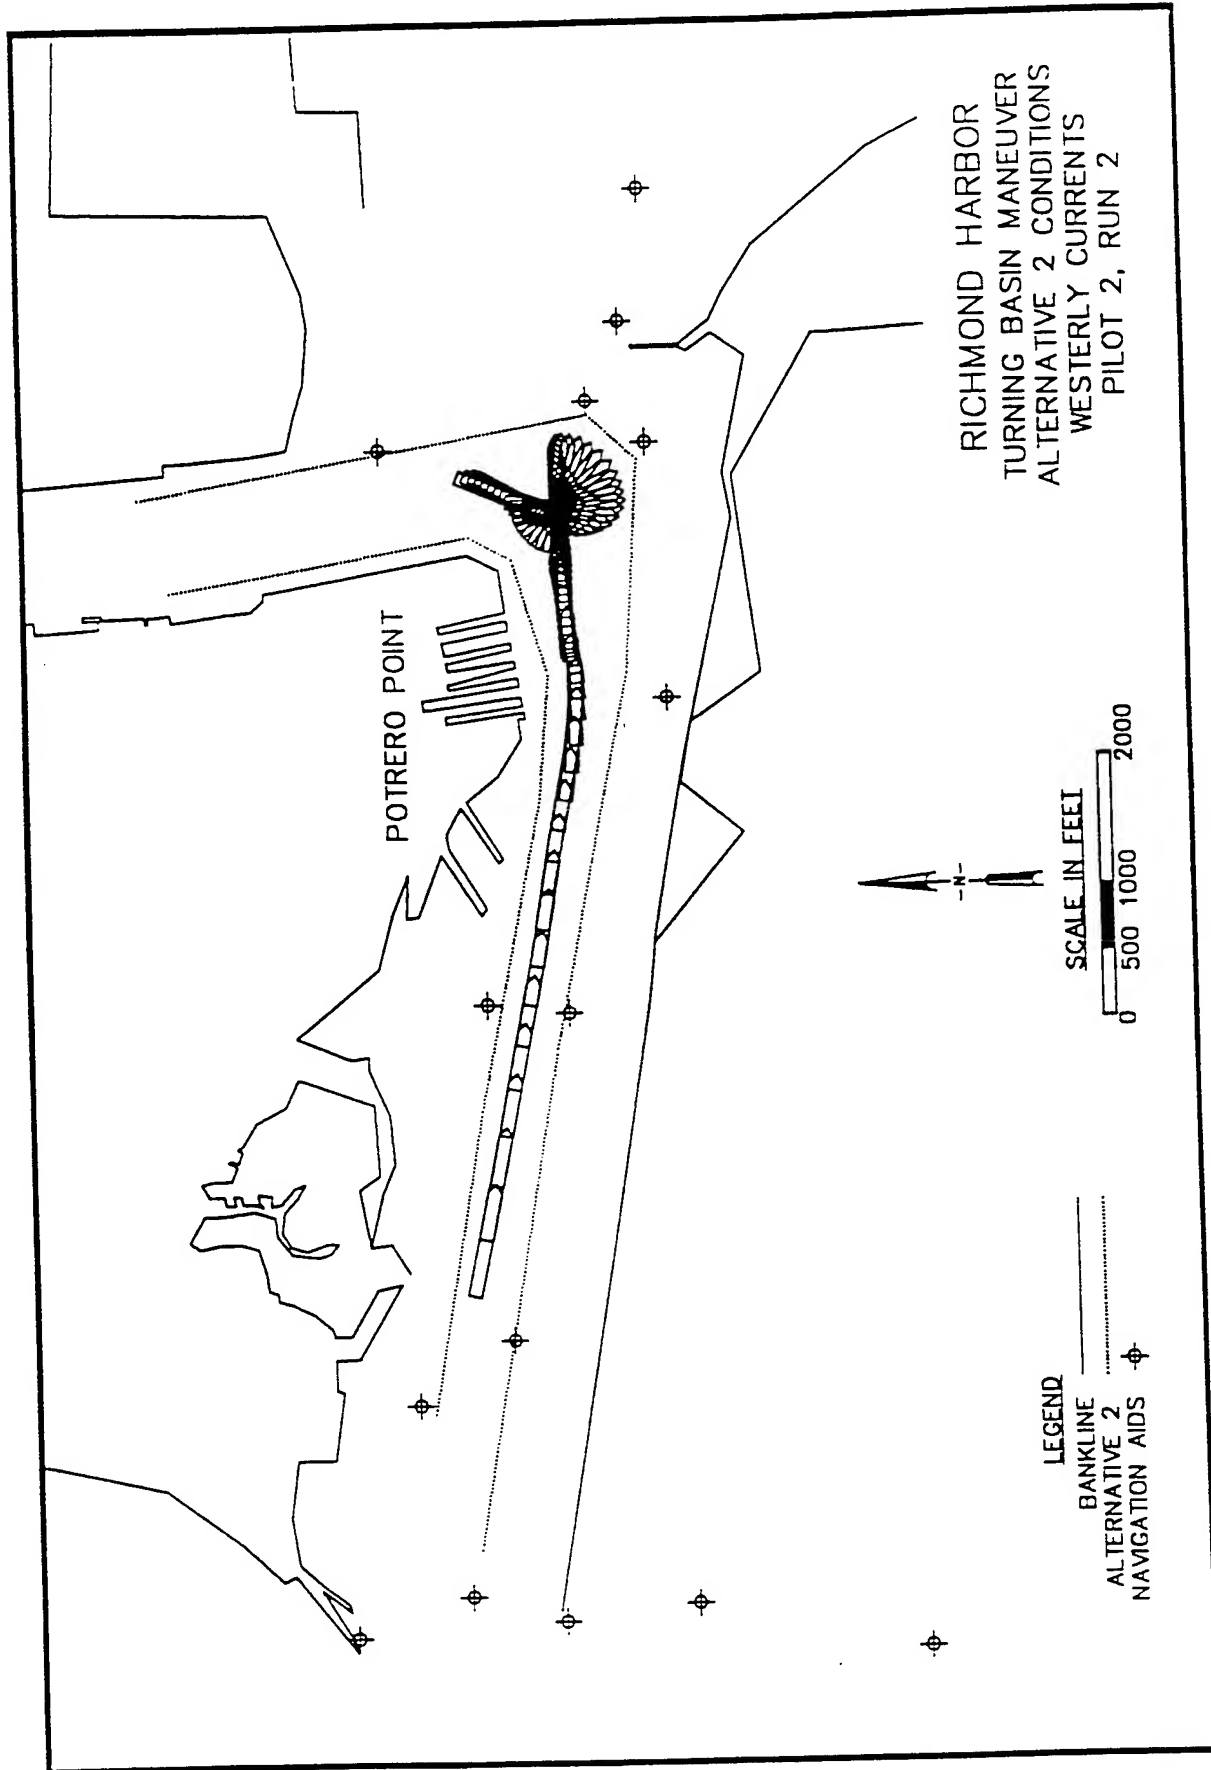 POTRERO POINT
RICHMOND HARBOR
TURNING BASIN MANEUVER
ALTERNATIVE 2 CONDITIONS
WESTERLY CURRENTS
PILOT 2, RUN 2
-N-
SCALE IN FEET
0 500 1000 2000
LEGEND
BANKLINE
ALTERNATIVE 2
NAVIGATION AIDS